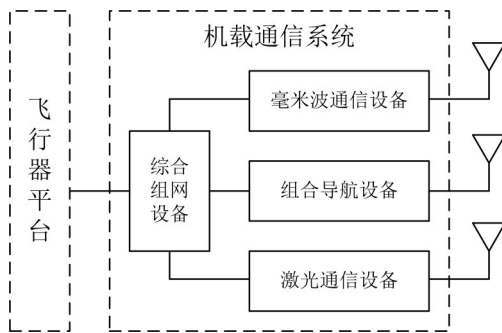 飞行器平台
机载通信系统
综合
组网
设备
毫米波通信设备
组合导航设备
激光通信设备